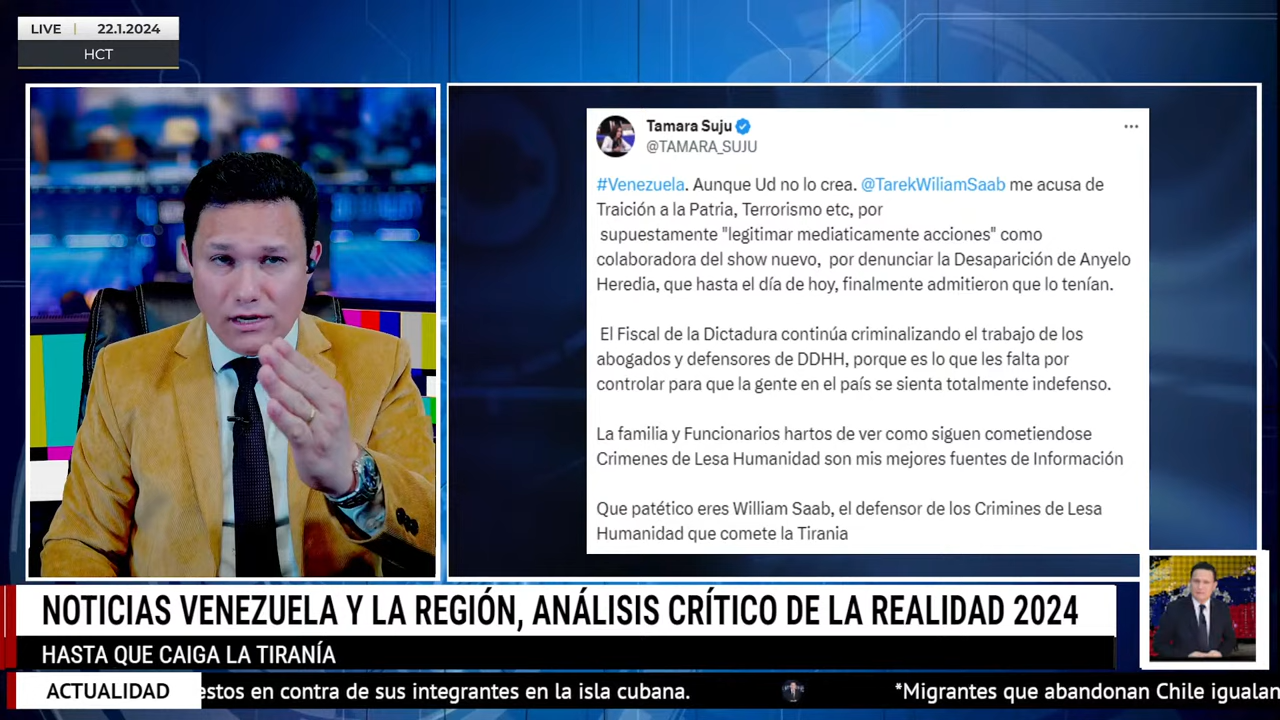 LIVE | 22.1.2024
HCT
Tamara Suju
@TAMARA_SUJU
#Venezuela. Aunque Ud no lo crea. @TarekWiliamSaab me acusa de
Traición a la Patria, Terrorismo etc, por
supuestamente "legitimar mediaticamente acciones" como
colaboradora del show nuevo, por denunciar la Desaparición de Anyelo
Heredia, que hasta el día de hoy, finalmente admitieron que lo tenían.
El Fiscal de la Dictadura continúa criminalizando el trabajo de los
abogados y defensores de DDHH, porque es lo que les falta por
controlar para que la gente en el país se sienta totalmente indefenso.
La familia y Funcionarios hartos de ver como siguen cometiendose
Crimenes de Lesa Humanidad son mis mejores fuentes de Información
Que patético eres William Saab, el defensor de los Crimines de Lesa
Humanidad que comete la Tirania
NOTICIAS VENEZUELA Y LA REGIÓN, ANÁLISIS CRÍTICO DE LA REALIDAD 2024
HASTA QUE CAIGA LA TIRANÍA
ACTUALIDAD
estos en contra de sus integrantes en la isla cubana. *Migrantes que abandonan Chile igualan